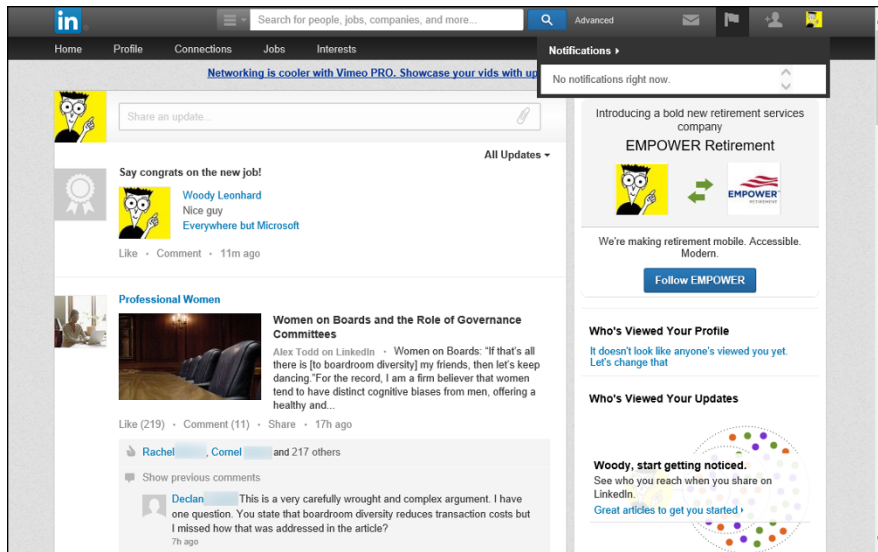 in
Search for people, jobs, companies, and more...
Advanced
Home Profile Connections Jobs Interests
Notifications
No notifications right now.
Networking is cooler with Vimeo PRO. Showcase your vids with up
Share an update...
All Updates
Say congrats on the new job!
Woody Leonhard
Nice guy
Everywhere but Microsoft
Like · Comment · 11m ago
Professional Women
Women on Boards and the Role of Governance
Committees
Alex Todd on LinkedIn · Women on Boards: "If that's all
there is [to boardroom diversity] my friends, then let's keep
dancing."For the record, I am a firm believer that women
tend to have distinct cognitive biases from men, offering a
healthy and...
Like (219) · Comment (11) · Share · 17h ago
Rachel , Cornel and 217 others
Show previous comments
Declan This is a very carefully wrought and complex argument. I have
one question. You state that boardroom diversity reduces transaction costs but
I missed how that was addressed in the article?
7h ago
Introducing a bold new retirement services
company
EMPOWER Retirement
EMPOWER
RETIREMENT
We're making retirement mobile. Accessible.
Modern.
Follow EMPOWER
Who's Viewed Your Profile
It doesn't look like anyone's viewed you yet.
Let's change that
Who's Viewed Your Updates
Woody, start getting noticed.
See who you reach when you share on
LinkedIn.
Great articles to get you started